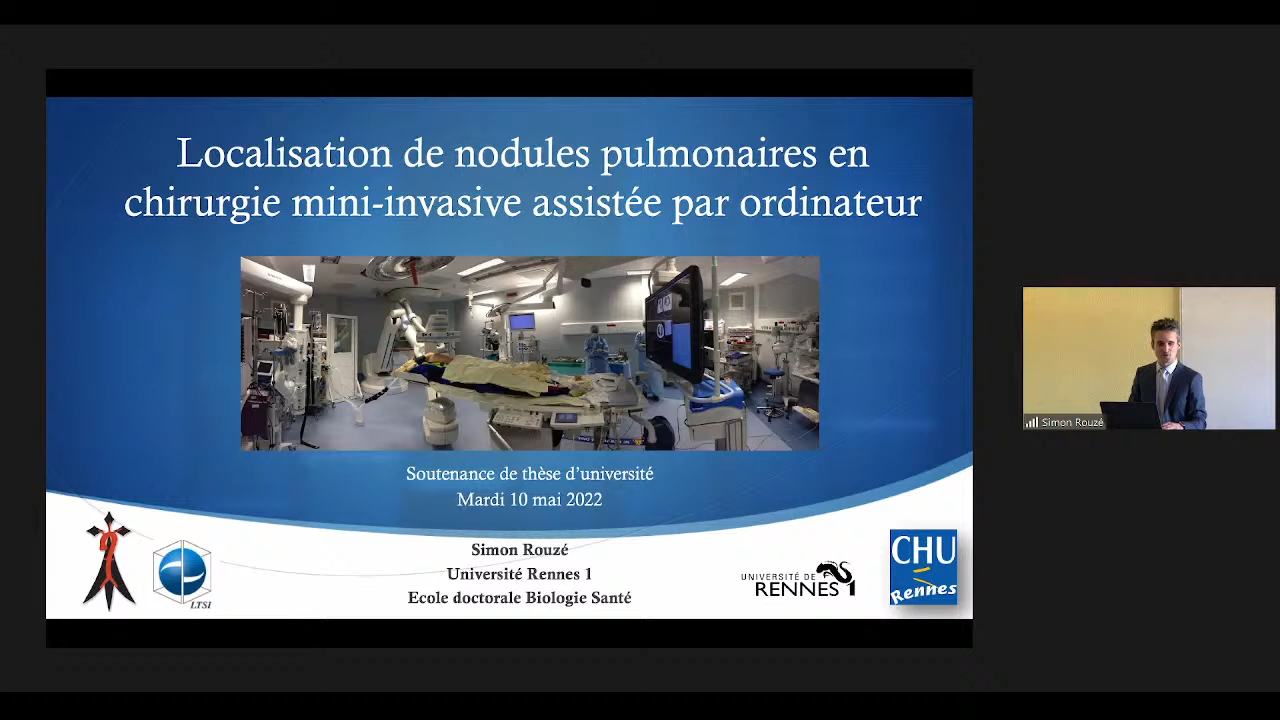 Localisation de nodules pulmonaires en
chirurgie mini-invasive assistée par ordinateur
Soutenance de thèse d'université
Mardi 10 mai 2022
Simon Rouzé
Université Rennes 1
Ecole doctorale Biologie Santé
LTSI
UNIVERSITÉ DE
RENNES 1
CHU
Rennes
Simon Rouzé